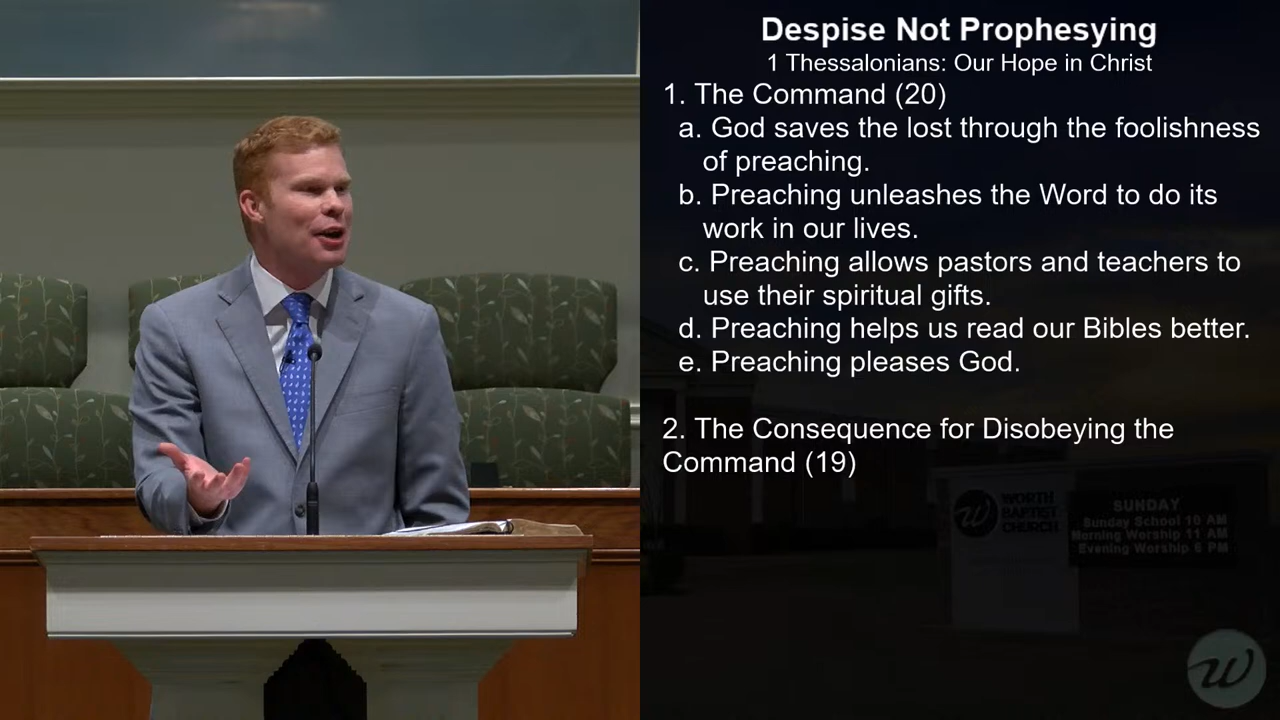 Despise Not Prophesying
1 Thessalonians: Our Hope in Christ
1. The Command (20)
a. God saves the lost through the foolishness
of preaching.
b. Preaching unleashes the Word to do its
work in our lives.
c. Preaching allows pastors and teachers to
use their spiritual gifts.
d. Preaching helps us read our Bibles better.
e. Preaching pleases God.
2. The Consequence for Disobeying the
Command (19)
W
WORTH
BAPTIST
CHURCH
SUNDAY
Sunday School 10 AM
Morning Worship 11 AM
Evening Worship 6 PM
W